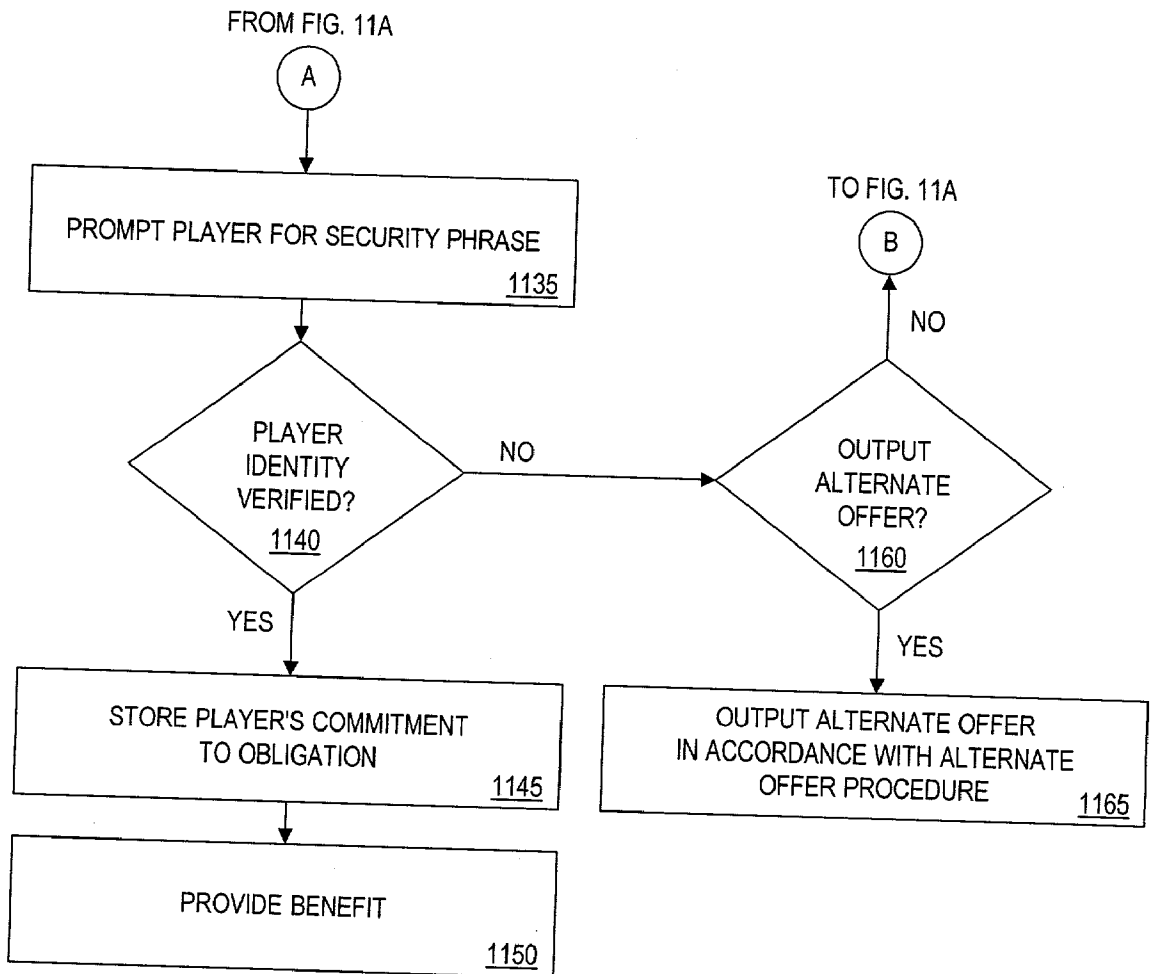 FROM FIG. 11A
A
PROMPT PLAYER FOR SECURITY PHRASE
1135
PLAYER
IDENTITY
VERIFIED?
1140
NO
YES
STORE PLAYER'S COMMITMENT
TO OBLIGATION
1145
PROVIDE BENEFIT
1150
TO FIG. 11A
B
NO
OUTPUT
ALTERNATE
OFFER?
1160
YES
OUTPUT ALTERNATE OFFER
IN ACCORDANCE WITH ALTERNATE
OFFER PROCEDURE
1165